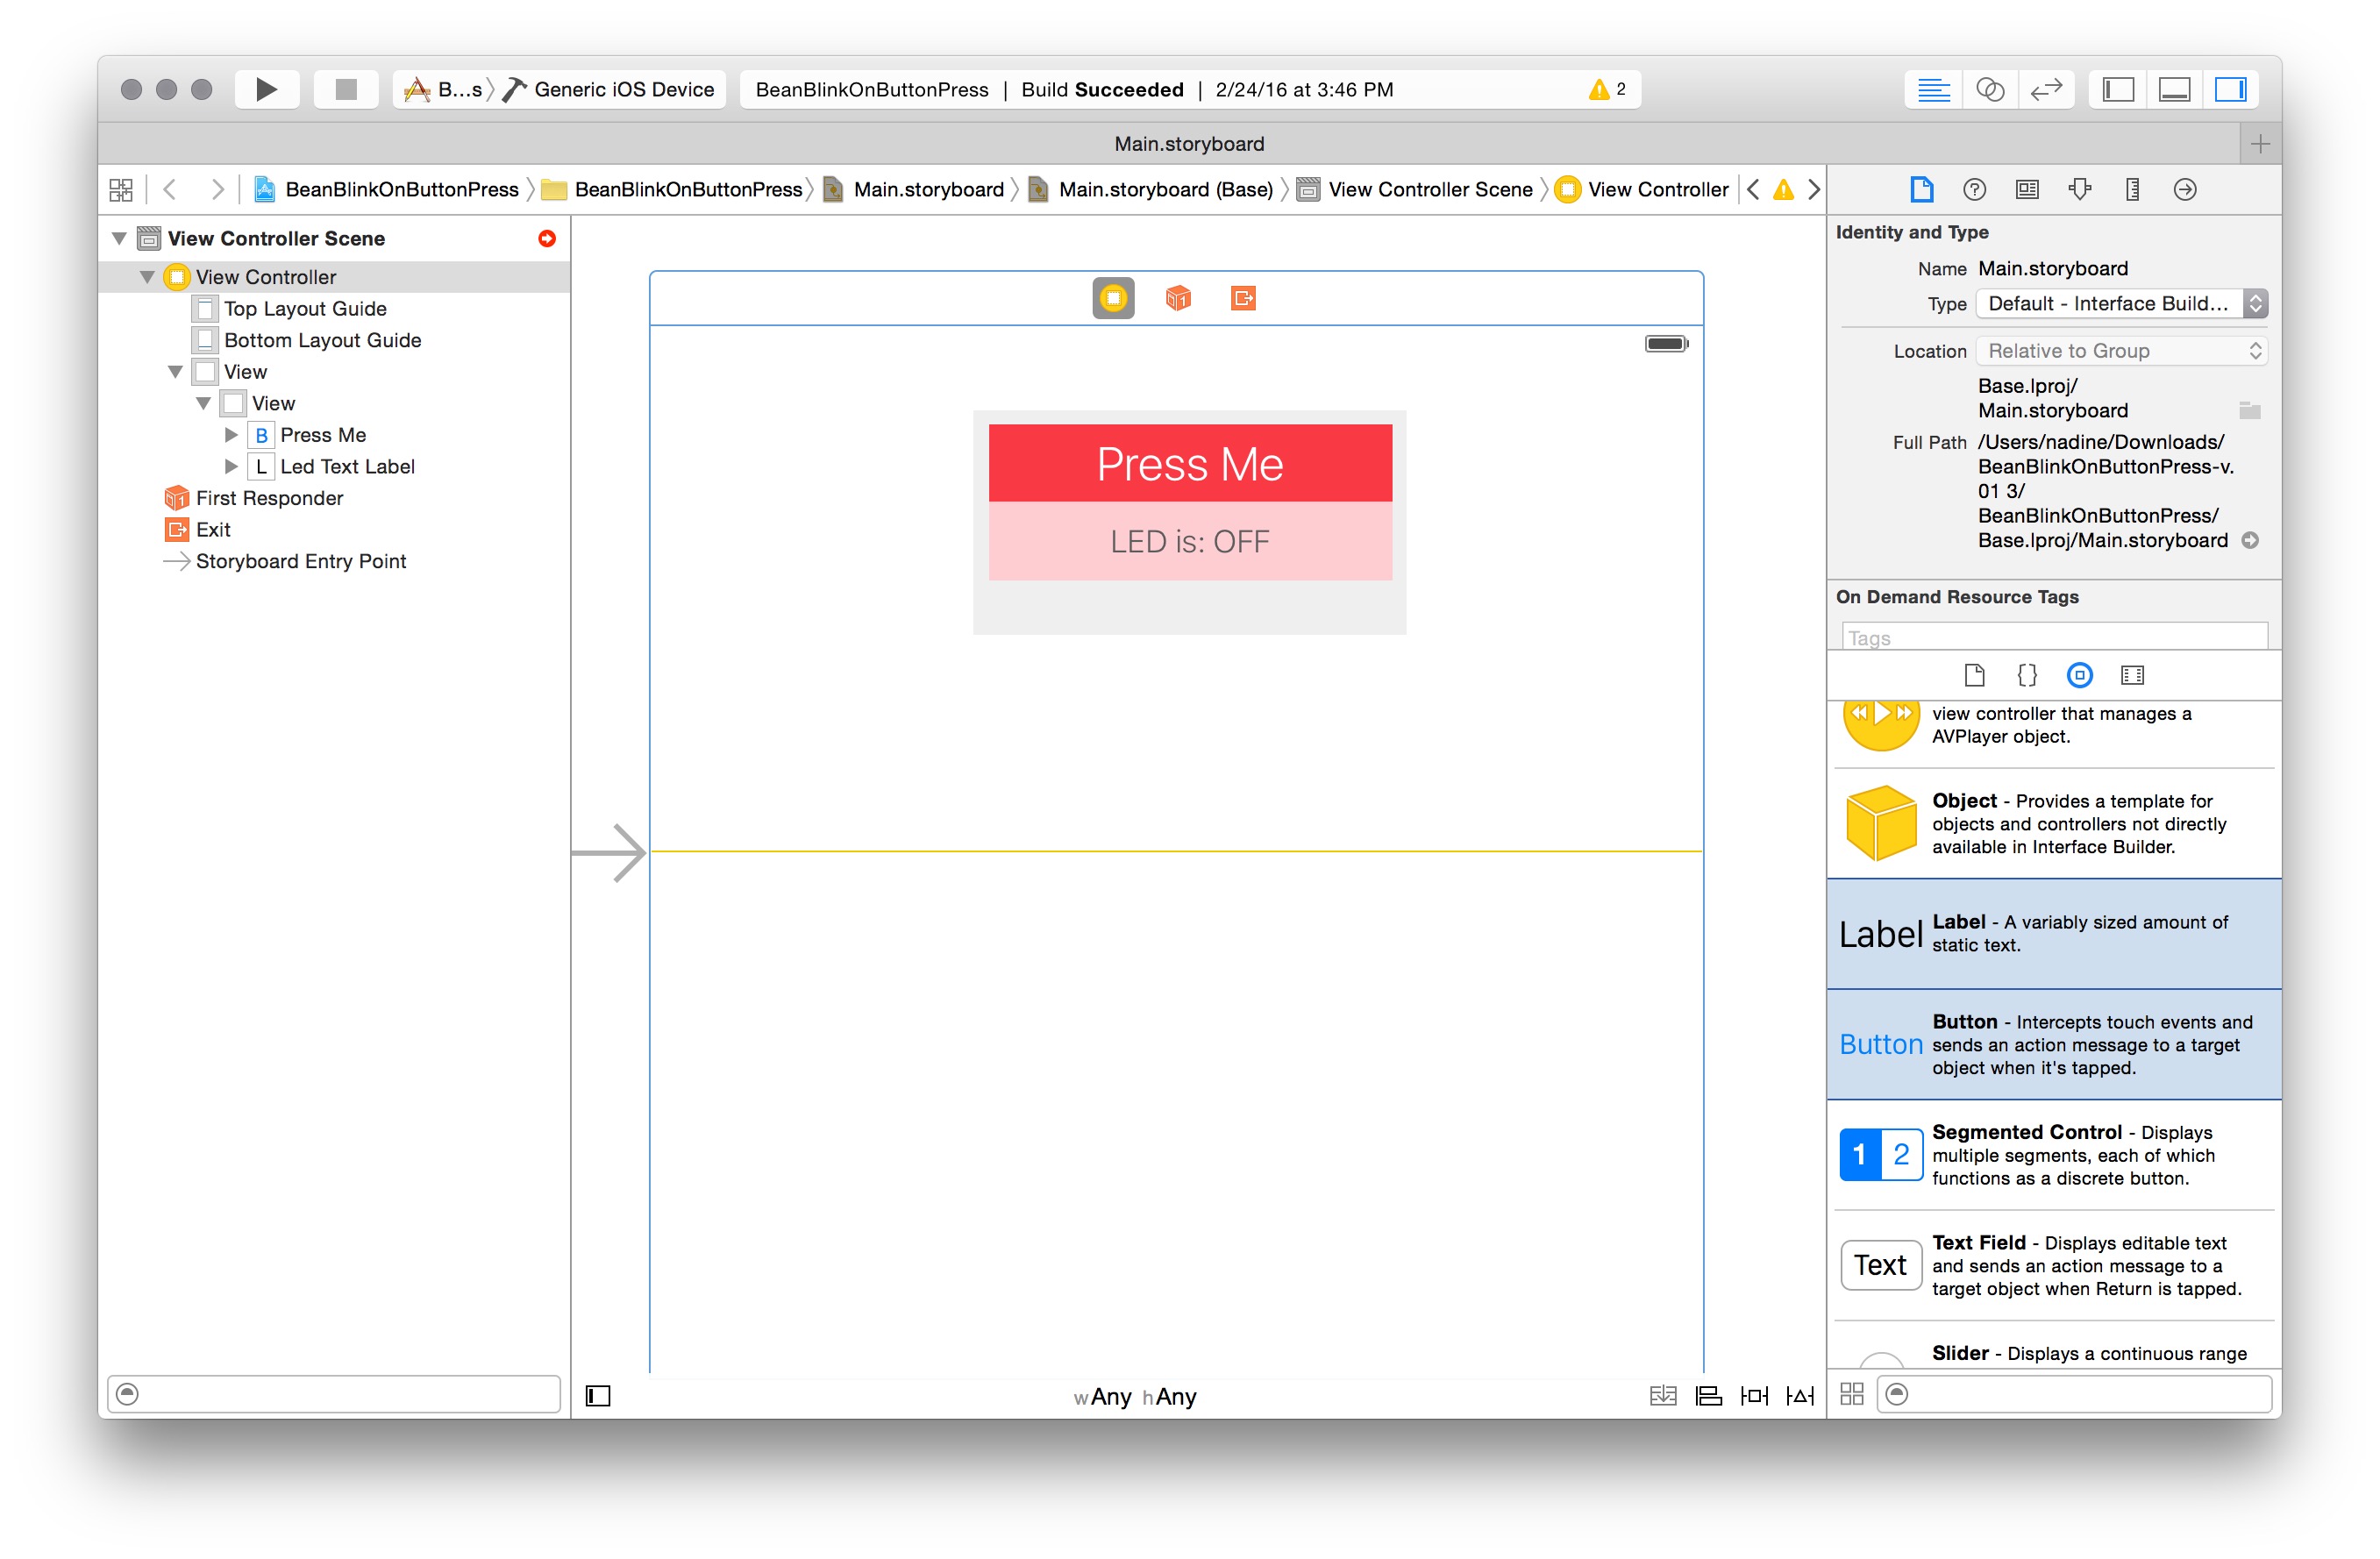 B...s
Generic iOS Device
BeanBlinkOnButtonPress | Build Succeeded | 2/24/16 at 3:46 PM
2
Main.storyboard
BeanBlinkOnButtonPress
BeanBlinkOnButtonPress
Main.storyboard
Main.storyboard (Base)
View Controller Scene
View Controller
View Controller Scene
View Controller
Top Layout Guide
Bottom Layout Guide
View
View
B Press Me
L Led Text Label
First Responder
Exit
Storyboard Entry Point
Press Me
LED is: OFF
wAny hAny
Identity and Type
Name Main.storyboard
Type Default - Interface Build...
Location Relative to Group
Base.lproj/
Main.storyboard
Full Path /Users/nadine/Downloads/
BeanBlinkOnButtonPress-v.
01 3/
BeanBlinkOnButtonPress/
Base.lproj/Main.storyboard
On Demand Resource Tags
Tags
view controller that manages a
AVPlayer object.
Object - Provides a template for
objects and controllers not directly
available in Interface Builder.
Label
Label - A variably sized amount of
static text.
Button
Button - Intercepts touch events and
sends an action message to a target
object when it's tapped.
1 2
Segmented Control - Displays
multiple segments, each of which
functions as a discrete button.
Text
Text Field - Displays editable text
and sends an action message to a
target object when Return is tapped.
Slider - Displays a continuous range